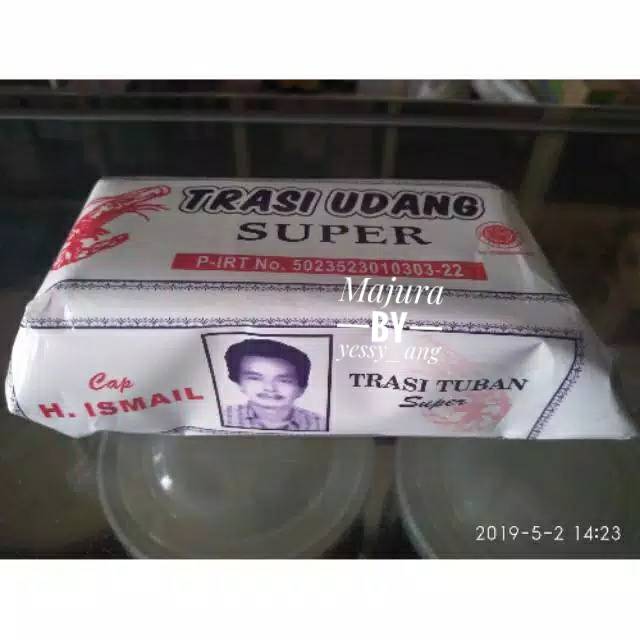 TRASI UDANG
SUPER
P-IRT No. 5023523010303-22
Majura
BY
yessy_ang
Cap
H. ISMAIL
TRASI TUBAN
Super
2019-5-2 14:23